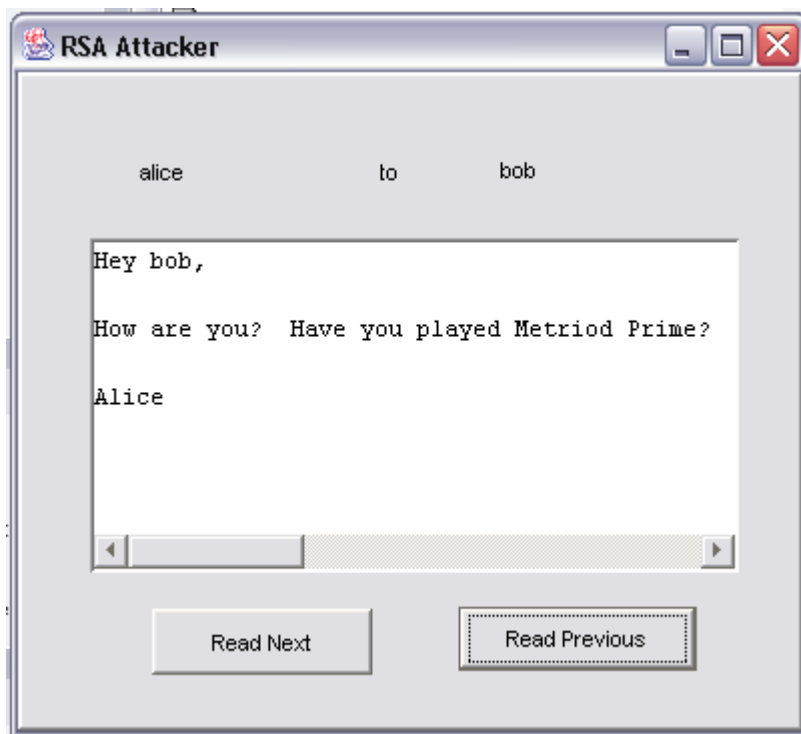 RSA Attacker
alice to bob
Hey bob,
How are you?  Have you played Metriod Prime?
Alice
Read Next Read Previous